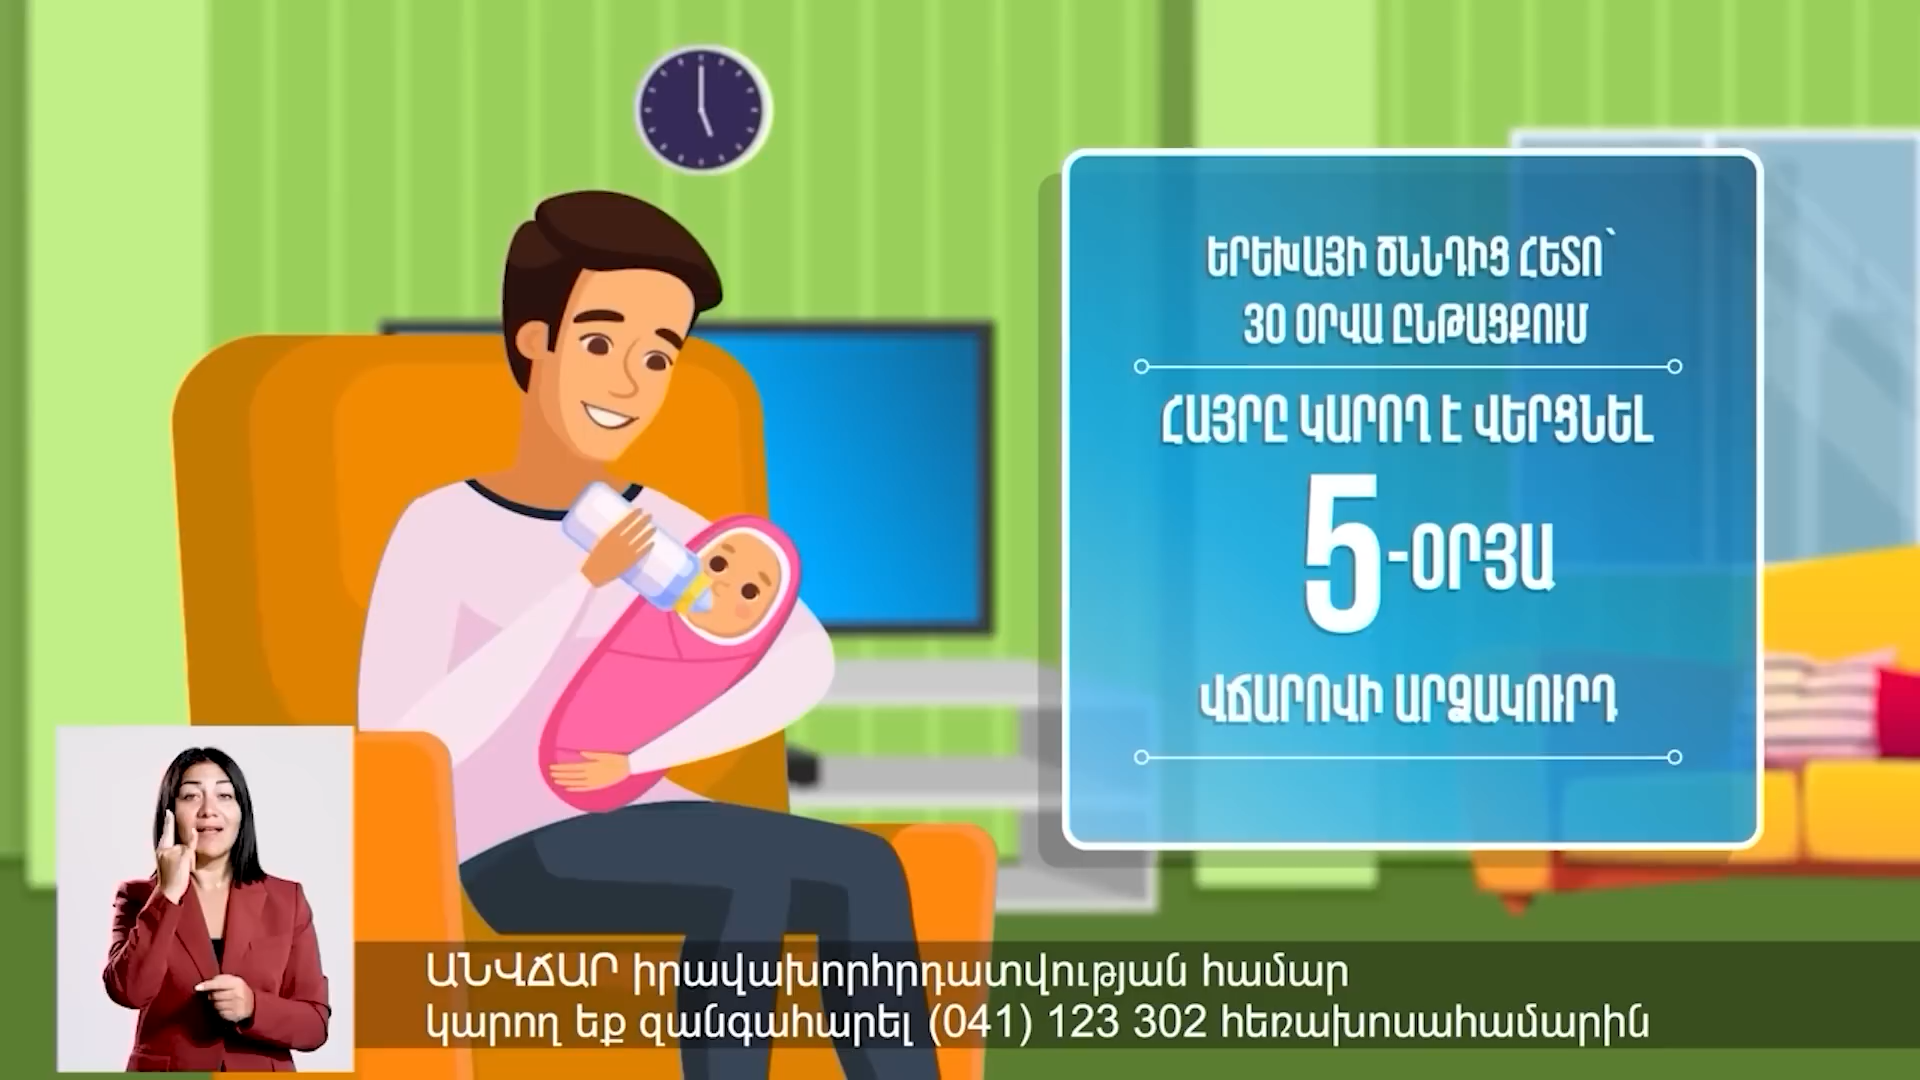 ԵՐԵԽԱՅԻ ԾՆՆԴԻՑ ՀԵՏՈ՝
30 ՕՐՎԱ ԸՆԹԱՑՔՈՒՄ
ՀԱՅՐԸ ԿԱՐՈՂ Է ՎԵՐՑՆԵԼ
5-ՕՐՅԱ
ՎՃԱՐՈՎԻ ԱՐՁԱԿՈՒՐԴ
ԱՆՎՃԱՐ իրավախորհրդատվության համար
կարող եք զանգահարել (041) 123 302 հեռախոսահամարին